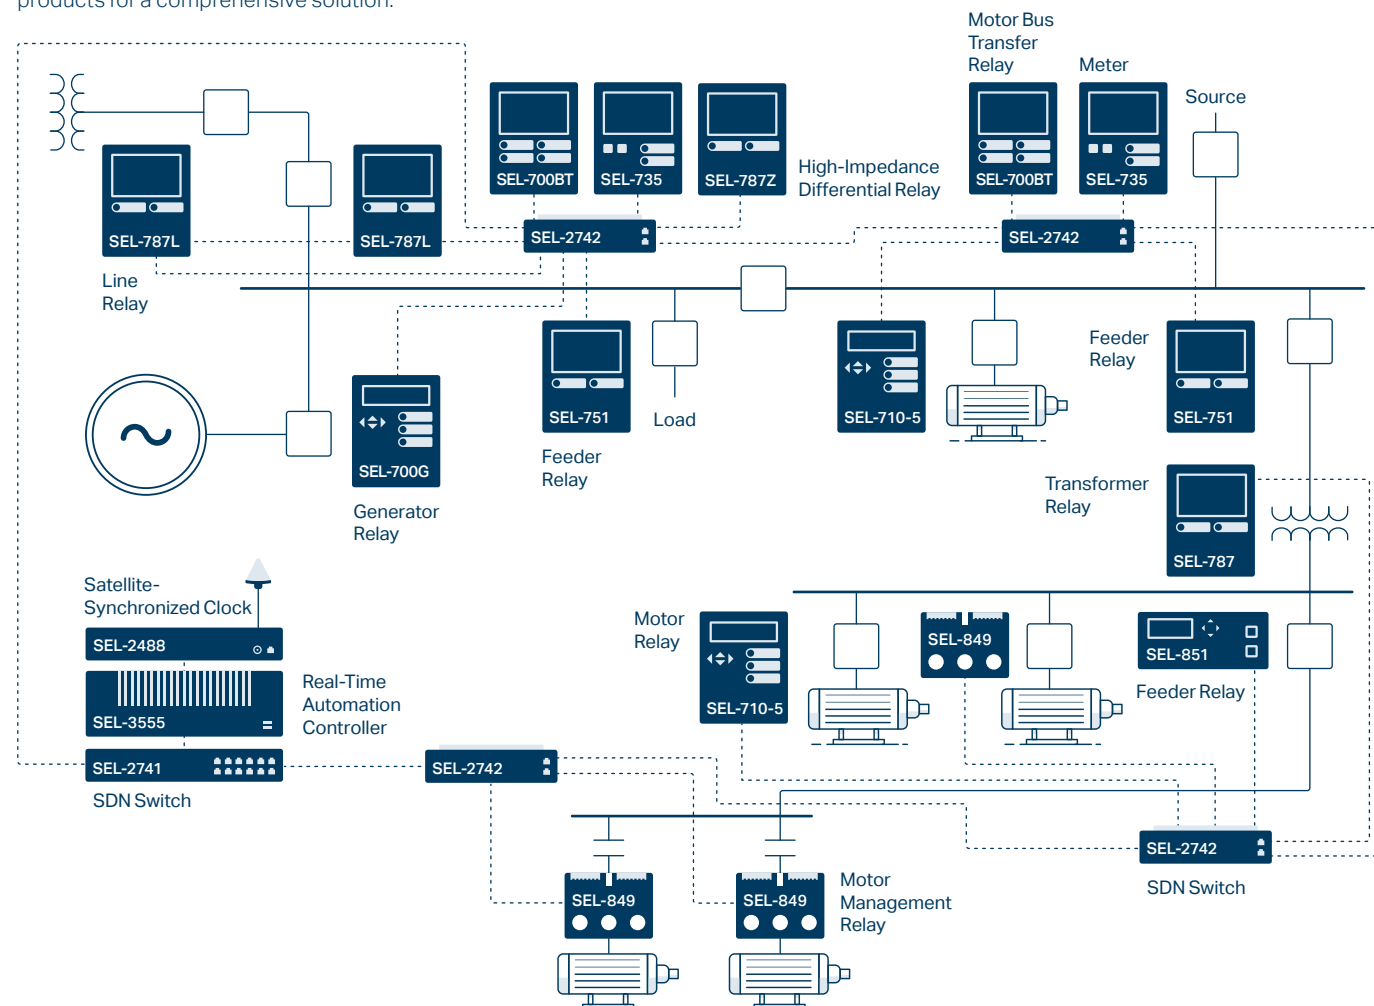 products for a comprehensive solution.
Motor Bus
Transfer
Relay
Meter
Source
SEL-700BT
SEL-735
SEL-787Z
High-Impedance
Differential Relay
SEL-700BT
SEL-735
SEL-787L
SEL-787L
SEL-2742
SEL-2742
Line
Relay
SEL-700G
Generator
Relay
SEL-751
Feeder
Relay
Load
SEL-710-5
Feeder
Relay
SEL-751
Transformer
Relay
SEL-787
Satellite-
Synchronized Clock
SEL-2488
SEL-3555
Real-Time
Automation
Controller
SEL-2741
SDN Switch
SEL-2742
Motor
Relay
SEL-710-5
SEL-849
SEL-851
Feeder Relay
SEL-849
SEL-849
Motor
Management
Relay
SEL-2742
SDN Switch